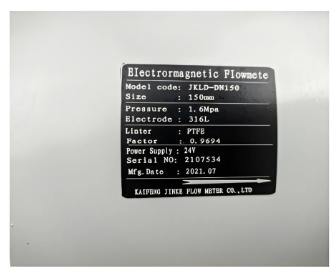 Electrormagnetic Flowmete
Model code: JKLD-DN150
Size : 150mm
Pressure : 1.6Mpa
Electrode : 316L
Linter : PTFE
Factor : 0.9694
Power Supply : 24V
Serial NO: 2107534
Mfg. Date : 2021.07
KAIFENG JINKE FLOW METER CO., LTD